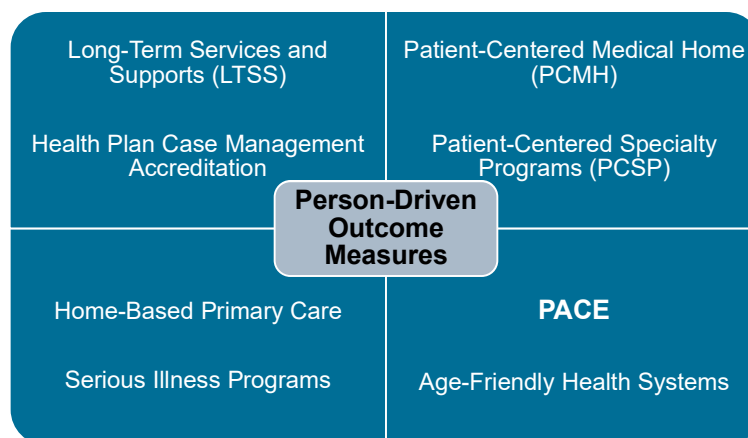 Long-Term Services and
Supports (LTSS)
Health Plan Case Management
Accreditation
Patient-Centered Medical Home
(PCMH)
Patient-Centered Specialty
Programs (PCSP)
Person-Driven
Outcome
Measures
Home-Based Primary Care
Serious Illness Programs
PACE
Age-Friendly Health Systems